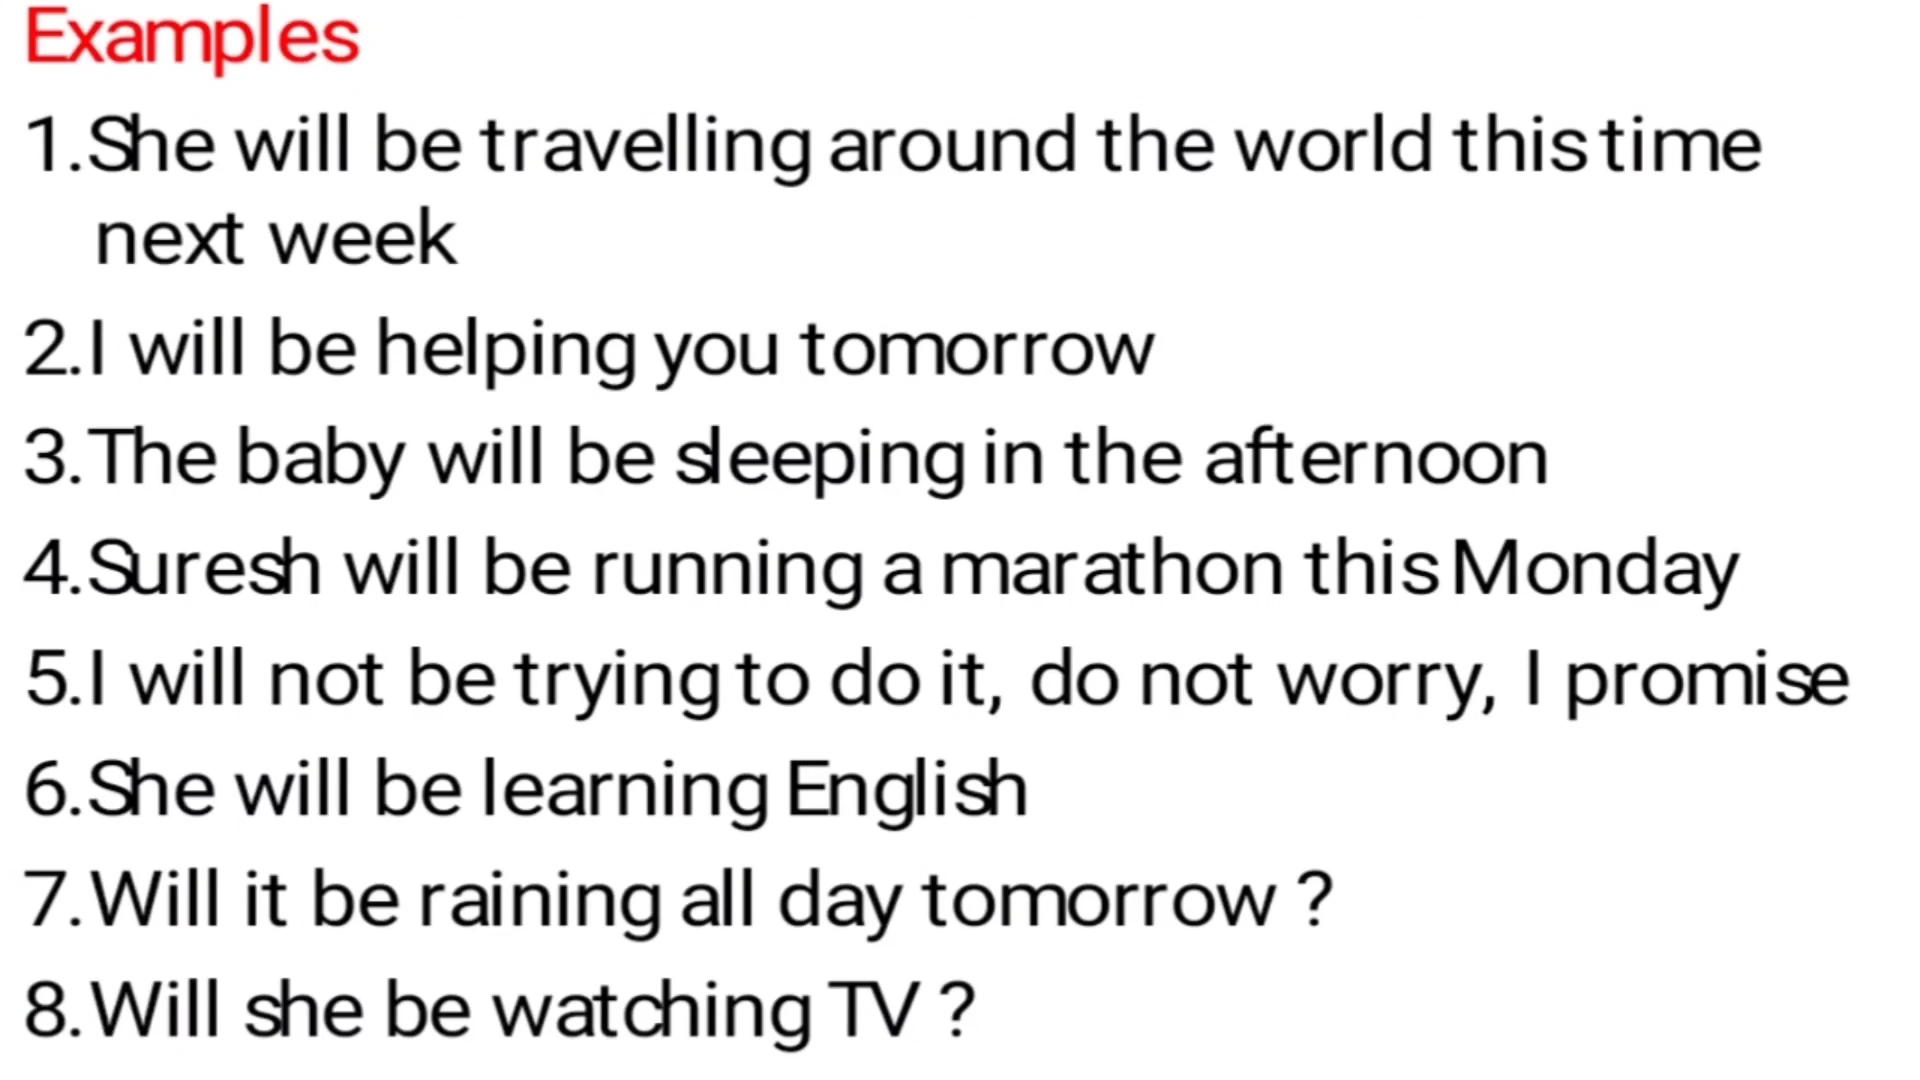 Examples
1.She will be travelling around the world this time
next week
2.I will be helping you tomorrow
3.The baby will be sleeping in the afternoon
4.Suresh will be running a marathon this Monday
5.I will not be trying to do it, do not worry, I promise
6.She will be learning English
7.Will it be raining all day tomorrow ?
8.Will she be watching TV ?